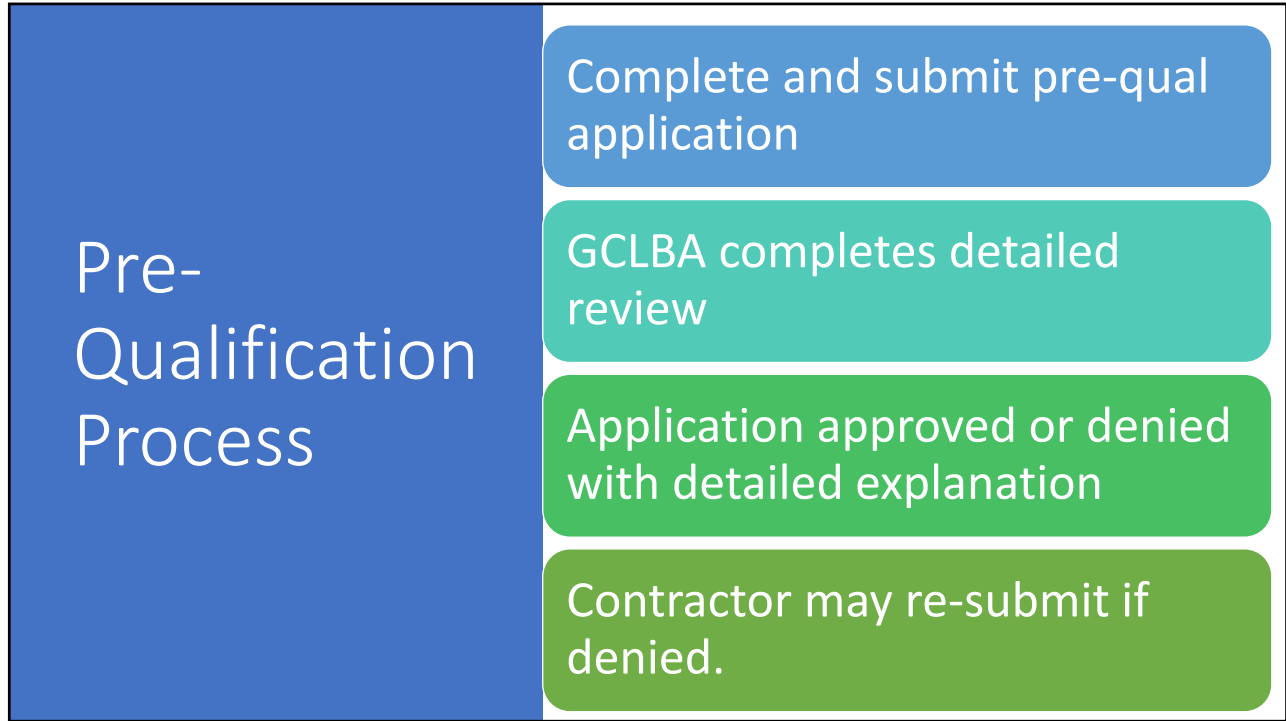 Pre-
Qualification
Process
Complete and submit pre-qual
application
GCLBA completes detailed
review
Application approved or denied
with detailed explanation
Contractor may re-submit if
denied.